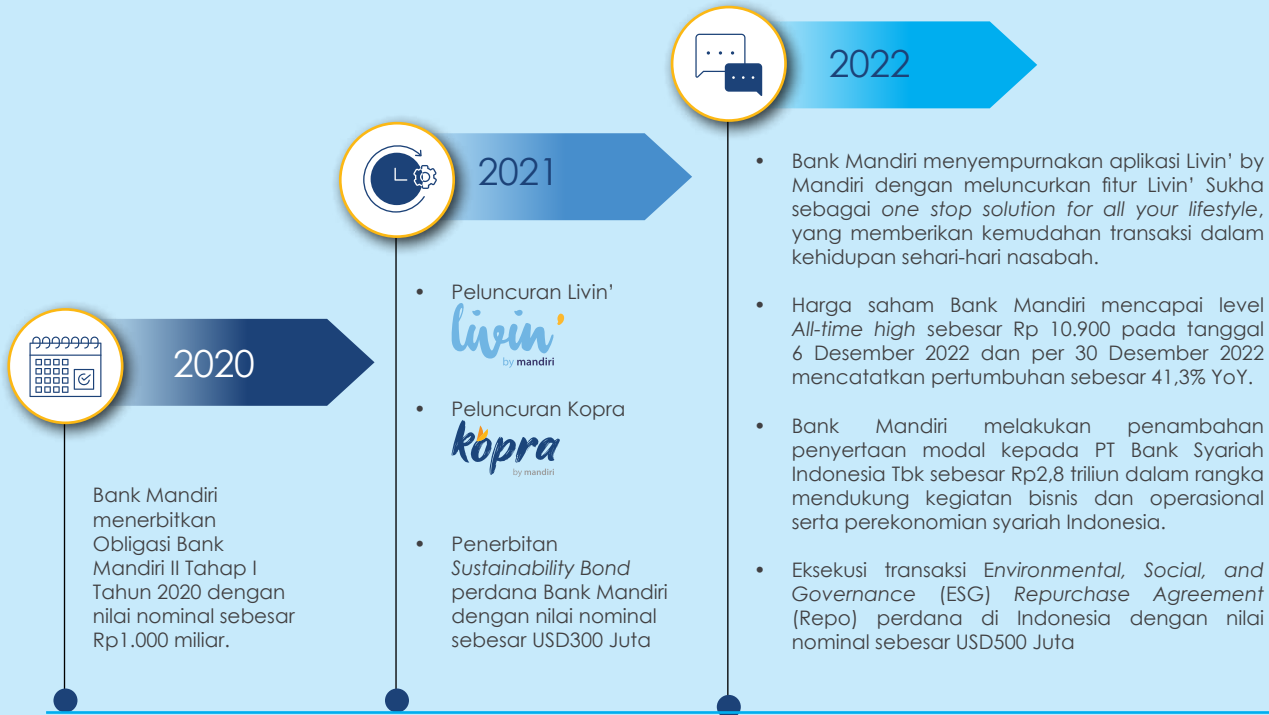 2020
Bank Mandiri
menerbitkan
Obligasi Bank
Mandiri II Tahap I
Tahun 2020 dengan
nilai nominal sebesar
Rp1.000 miliar.
2021
• Peluncuran Livin'
livin'
by mandiri
• Peluncuran Kopra
kopra
by mandiri
• Penerbitan
Sustainability Bond
perdana Bank Mandiri
dengan nilai nominal
sebesar USD300 Juta
2022
• Bank Mandiri menyempurnakan aplikasi Livin' by
Mandiri dengan meluncurkan fitur Livin' Sukha
sebagai one stop solution for all your lifestyle,
yang memberikan kemudahan transaksi dalam
kehidupan sehari-hari nasabah.
• Harga saham Bank Mandiri mencapai level
All-time high sebesar Rp 10.900 pada tanggal
6 Desember 2022 dan per 30 Desember 2022
mencatatkan pertumbuhan sebesar 41,3% YoY.
• Bank Mandiri melakukan penambahan
penyertaan modal kepada PT Bank Syariah
Indonesia Tbk sebesar Rp2,8 triliun dalam rangka
mendukung kegiatan bisnis dan operasional
serta perekonomian syariah Indonesia.
• Eksekusi transaksi Environmental, Social, and
Governance (ESG) Repurchase Agreement
(Repo) perdana di Indonesia dengan nilai
nominal sebesar USD500 Juta